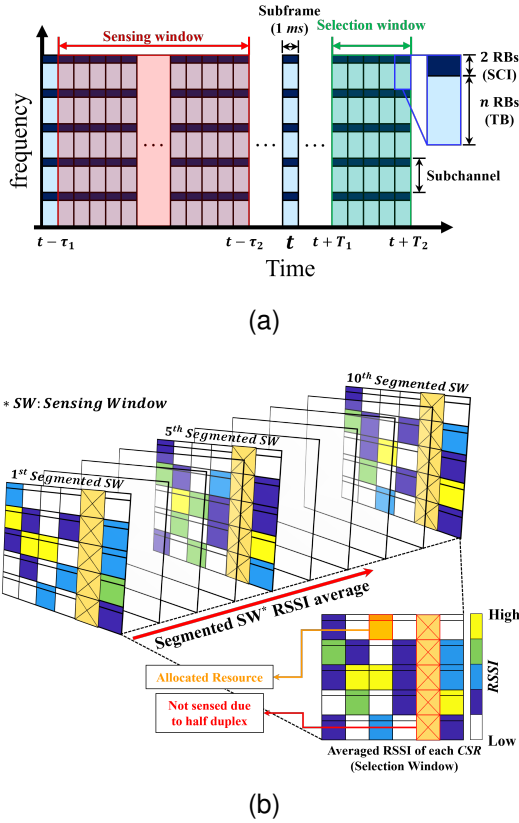 Subframe
(1 ms)
Sensing window
Selection window
2 RBs
(SCI)
n RBs
(TB)
frequency
...
...
...
Subchannel
t − τ₁
t − τ₂
t
t + T₁
t + T₂
Time
(a)
10th Segmented SW
* SW: Sensing Window
5th Segmented SW
1st Segmented SW
Segmented SW* RSSI average
High
Allocated Resource
RSSI
Not sensed due
to half duplex
Low
Averaged RSSI of each CSR
(Selection Window)
(b)